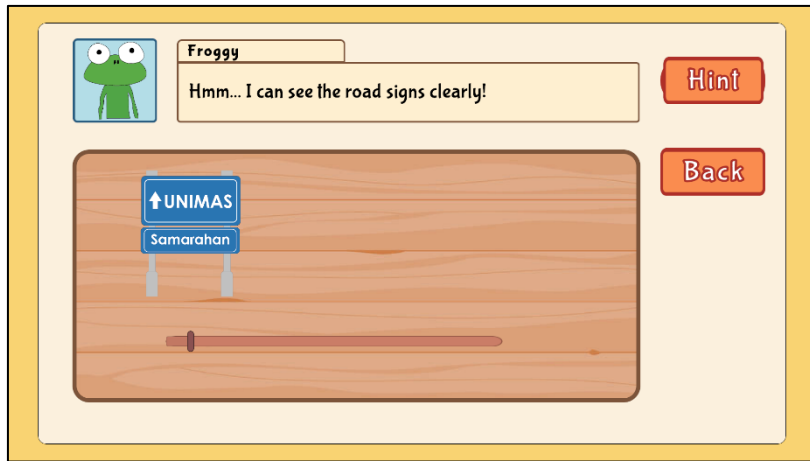 Froggy
Hmm... I can see the road signs clearly!
Hint
Back
UNIMAS
Samarahan